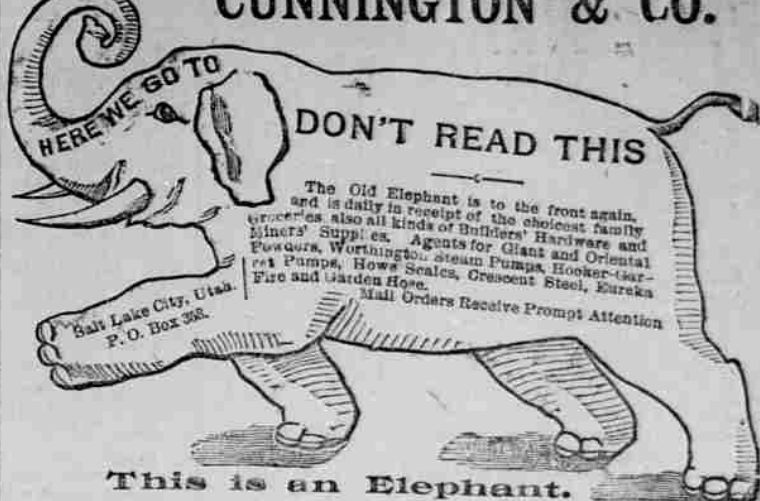 CUNNINGTON & CO.
HERE WE GO TO
DON'T READ THIS
The Old Elephant is to the front again,
and is daily in receipt of the choicest family
Groceries also all kinds of Builders' Hardware and
Miners' Supplies. Agents for Giant and Oriental
Powders, Worthington Steam Pumps, Hooker-Gar-
ret Pumps, Howe Scales, Crescent Steel, Eureka
Fire and Garden Hose.
Mail Orders Receive Prompt Attention
Salt Lake City, Utah.
P. O. Box 358.
This is an Elephant.